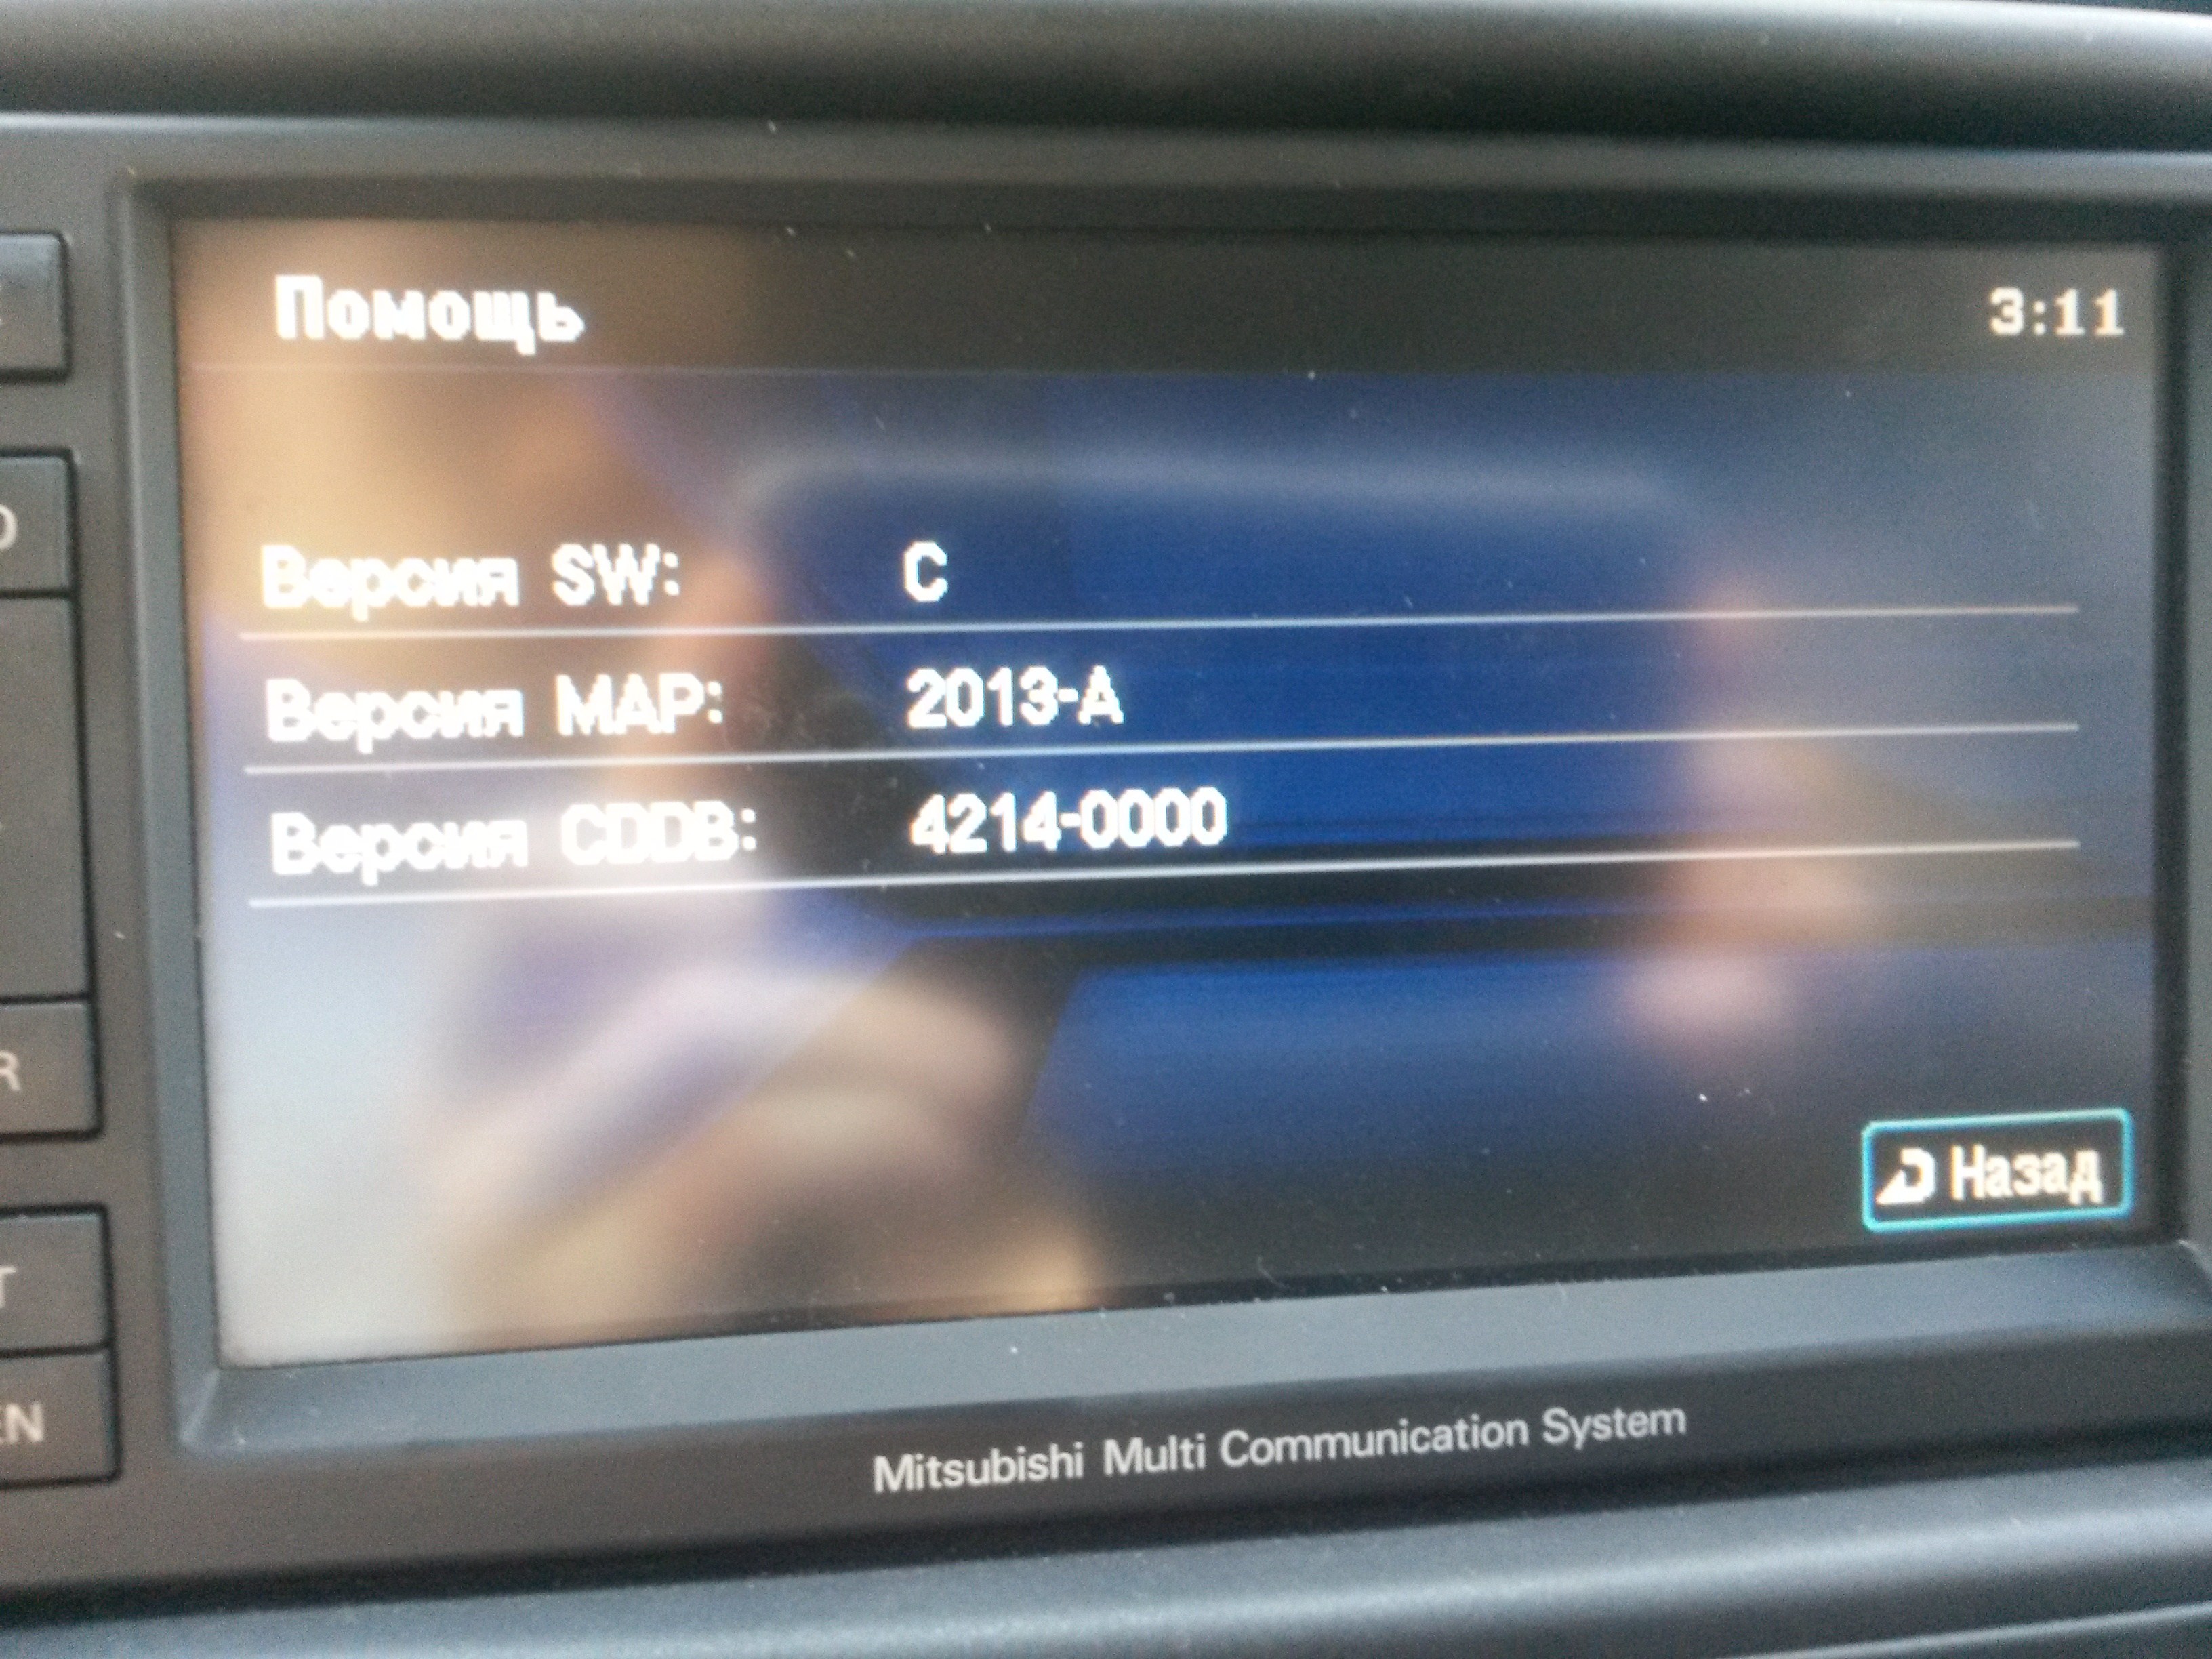 Помощь 3:11
Версия SW: C
Версия MAP: 2013-A
Версия CDDB: 4214-0000
Назад
Mitsubishi Multi Communication System